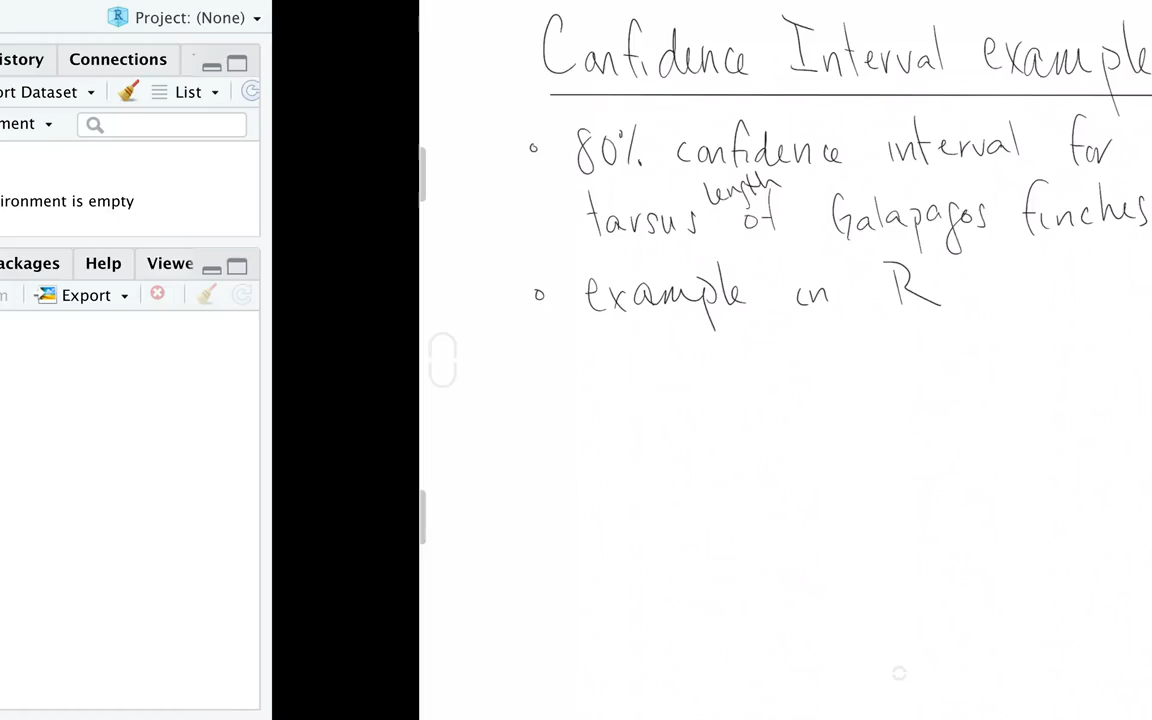 Project: (None)
istory Connections
ort Dataset List
ment
ironment is empty
ackages Help Viewe
m Export
Confidence Interval example
80% confidence interval for
tarsus length of Galapagos finches
example in R